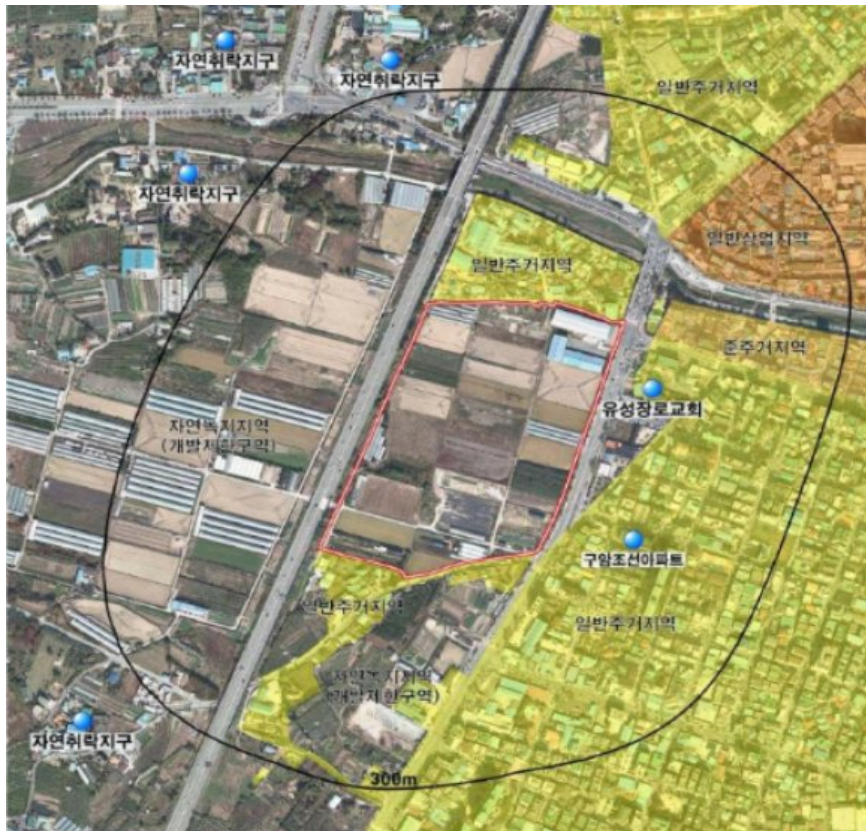 자연취락지구
자연취락지구
일반주거지역
자연취락지구
일반상업지역
일반주거지역
준주거지역
유성장로교회
자연녹지지역
(개발제한구역)
구암조선아파트
일반주거지역
일반주거지역
자연녹지지역
(개발제한구역)
자연취락지구
300m